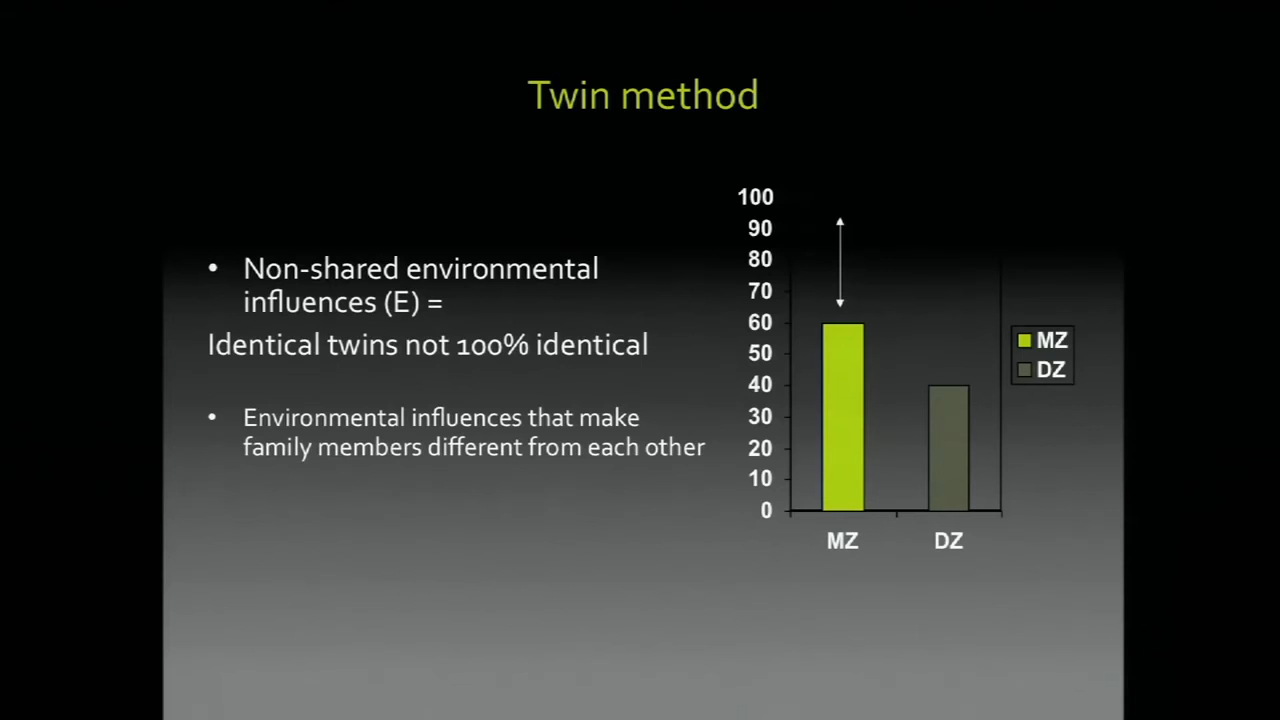 Twin method
• Non-shared environmental
influences (E) =
Identical twins not 100% identical
• Environmental influences that make
family members different from each other
100
90
80
70
60
50
40
30
20
10
0
MZ
DZ
MZ
DZ